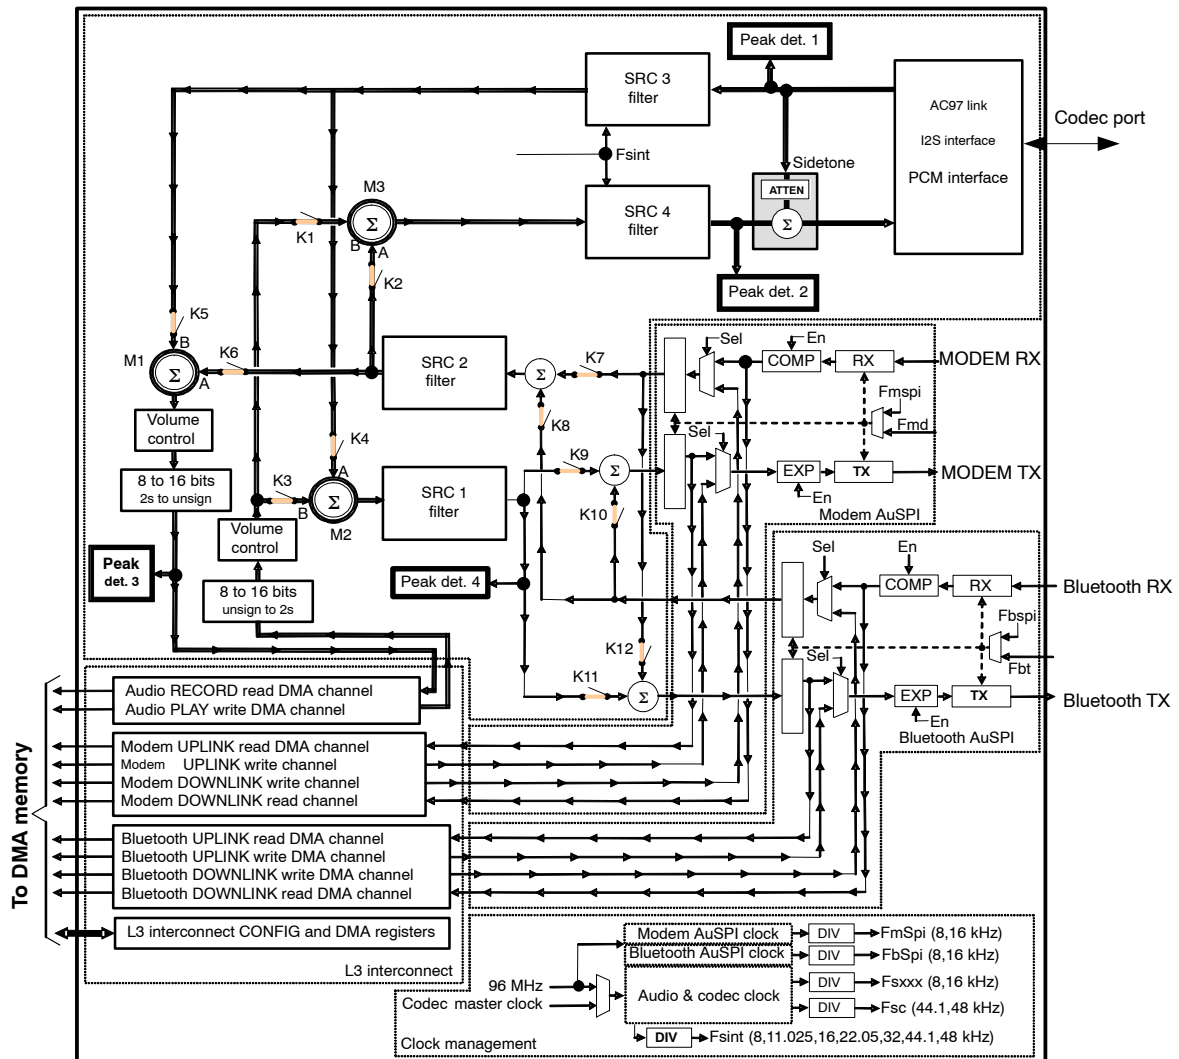 Peak det. 1
SRC 3
filter
AC97 link
I2S interface
PCM interface
Codec port
Fsint
Sidetone
ATTEN
Σ
M3
Σ
K1
B
A
K2
SRC 4
filter
Peak det. 2
K5
B
M1
Σ
A
K6
SRC 2
filter
Σ
K7
K8
Sel
En
COMP
RX
MODEM RX
Fmspi
Fmd
Volume
control
K4
A
Sel
8 to 16 bits
2s to unsign
K3
B
Σ
M2
SRC 1
filter
K9
Σ
K10
EXP
TX
MODEM TX
En
Modem AuSPI
Volume
control
Peak
det. 3
8 to 16 bits
unsign to 2s
Peak det. 4
Sel
En
COMP
RX
Bluetooth RX
Fbspi
Fbt
K12
K11
Σ
Sel
EXP
TX
Bluetooth TX
En
Bluetooth AuSPI
To DMA memory
Audio RECORD read DMA channel
Audio PLAY write DMA channel
Modem UPLINK read DMA channel
Modem UPLINK write channel
Modem DOWNLINK write channel
Modem DOWNLINK read channel
Bluetooth UPLINK read DMA channel
Bluetooth UPLINK write DMA channel
Bluetooth DOWNLINK write DMA channel
Bluetooth DOWNLINK read DMA channel
L3 interconnect CONFIG and DMA registers
L3 interconnect
Modem AuSPI clock
DIV
FmSpi (8,16 kHz)
Bluetooth AuSPI clock
DIV
FbSpi (8,16 kHz)
96 MHz
Codec master clock
Audio & codec clock
DIV
Fsxxx (8,16 kHz)
DIV
Fsc (44.1,48 kHz)
DIV
Fsint (8,11.025,16,22.05,32,44.1,48 kHz)
Clock management